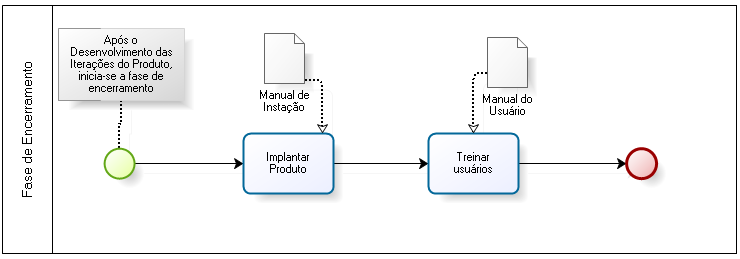 Fase de Encerramento
Após o
Desenvolvimento das
Iterações do Produto,
inicia-se a fase de
encerramento
Manual de
Instação
Manual do
Usuário
Implantar
Produto
Treinar
usuários